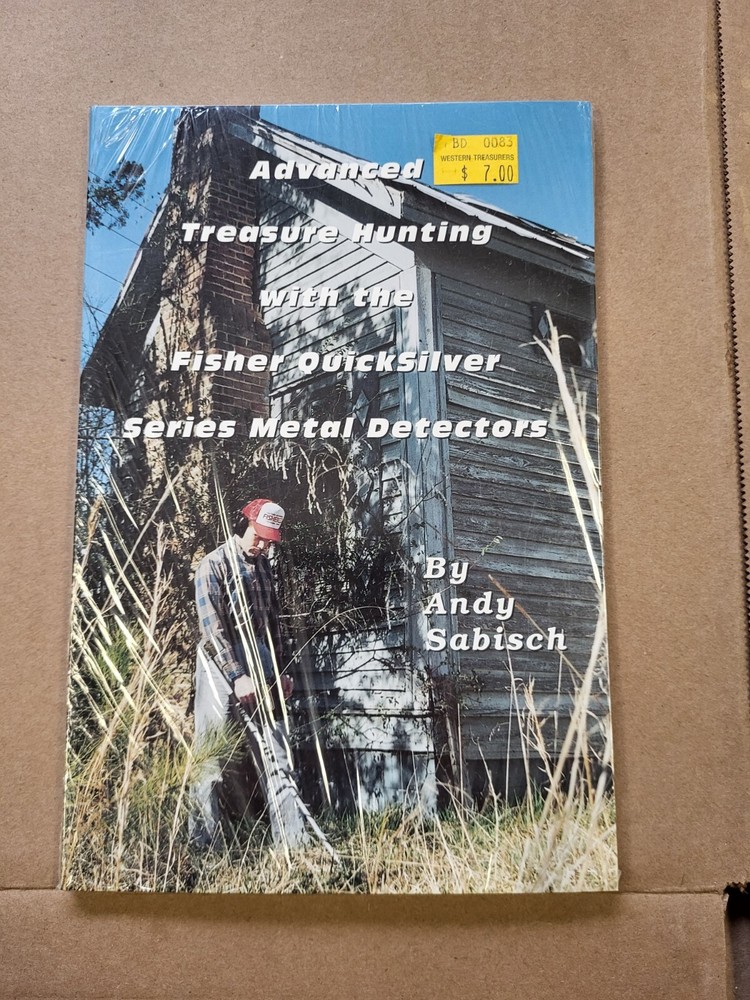 BD 0083
WESTERN TREASURERS
$ 7.00
Advanced
Treasure Hunting
with the
Fisher QuickSilver
Series Metal Detectors
By
Andy
Sabisch